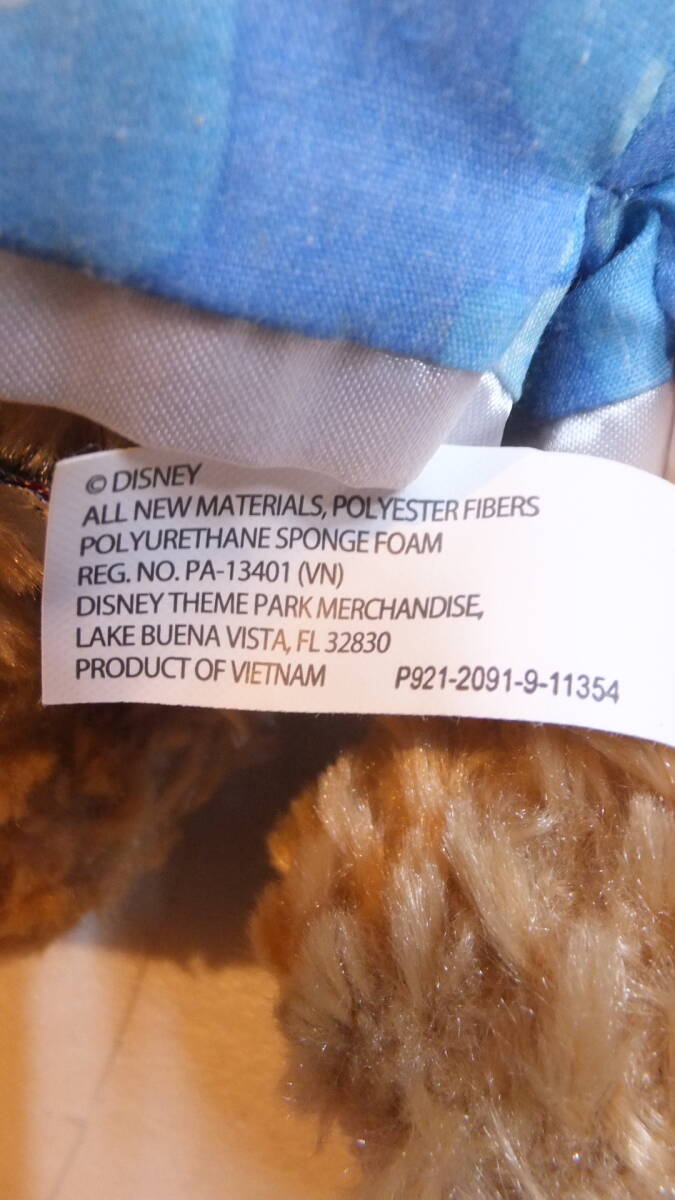 © DISNEY
ALL NEW MATERIALS, POLYESTER FIBERS
POLYURETHANE SPONGE FOAM
REG. NO. PA-13401 (VN)
DISNEY THEME PARK MERCHANDISE,
LAKE BUENA VISTA, FL 32830
PRODUCT OF VIETNAM P921-2091-9-11354